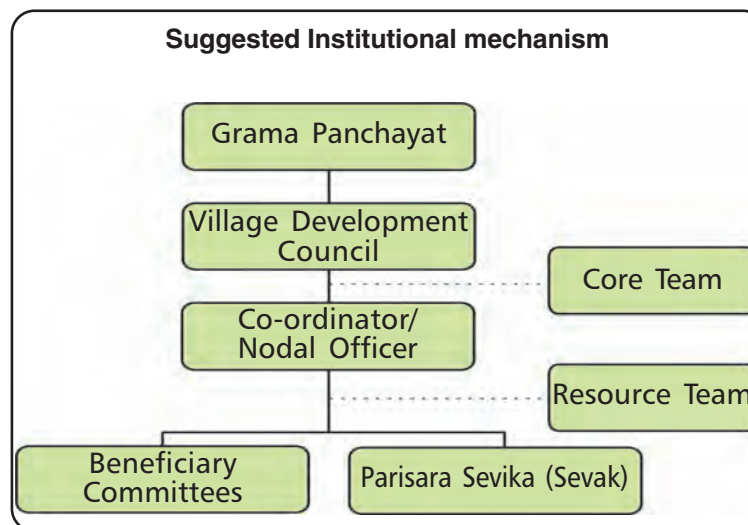 Suggested Institutional mechanism
Grama Panchayat
Village Development
Council
Core Team
Co-ordinator/
Nodal Officer
Resource Team
Beneficiary
Committees
Parisara Sevika (Sevak)